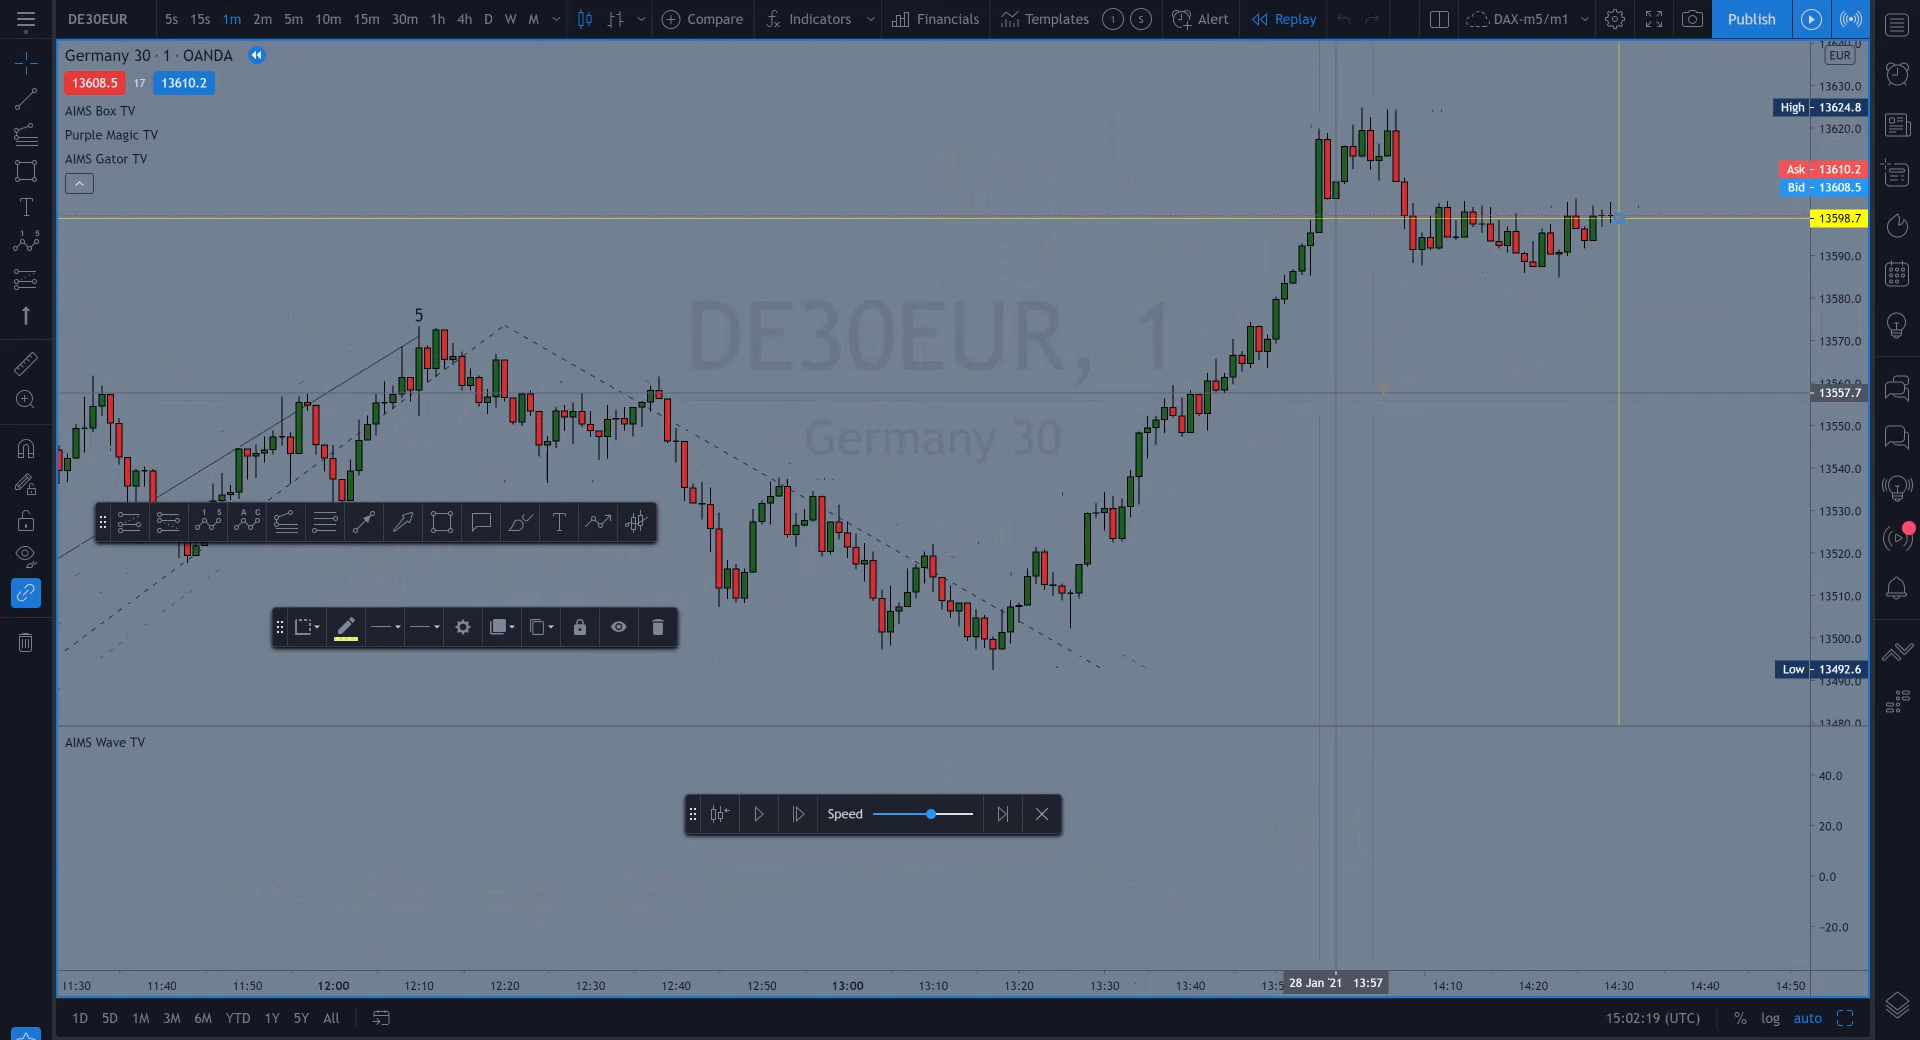 DE30EUR 5s 15s 1m 2m 5m 10m 15m 30m 1h 4h D W M Compare Indicators Financials Templates 1 5 Alert Replay DAX-m5/m1 Publish
Germany 30 · 1 · OANDA
13608.5 17 13610.2
AIMS Box TV
Purple Magic TV
AIMS Gator TV
EUR
13630.0
High 13624.8
13620.0
Ask 13610.2
Bid 13608.5
13598.7
13590.0
13580.0
13570.0
13557.7
13550.0
13540.0
13530.0
13520.0
13510.0
13500.0
Low 13492.6
13490.0
13480.0
5
DE30EUR, 1
Germany 30
AIMS Wave TV
Speed
40.0
20.0
0.0
−20.0
11:30 11:40 11:50 12:00 12:10 12:20 12:30 12:40 12:50 13:00 13:10 13:20 13:30 13:40 28 Jan '21 13:57 14:10 14:20 14:30 14:40 14:50
1D 5D 1M 3M 6M YTD 1Y 5Y All 15:02:19 (UTC) % log auto